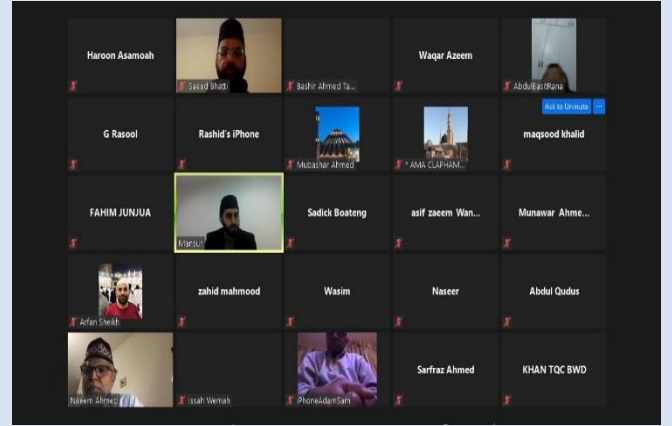 Haroon Asamoah
Saeed Bhatti
Bashir Ahmed Ta...
Waqar Azeem
AbdulBasitRana
Ask to Unmute ...
G Rasool
Rashid's iPhone
Mubashar Ahmed
* AMA CLAPHAM...
maqsood khalid
FAHIM JUNJUA
Mansur
Sadick Boateng
asif zaeem Wan...
Munawar Ahme...
Arfan Sheikh
zahid mahmood
Wasim
Naseer
Abdul Qudus
Naeem Ahmed
Issah Wemah
PhoneAdamSam
Sarfraz Ahmed
KHAN TQC BWD